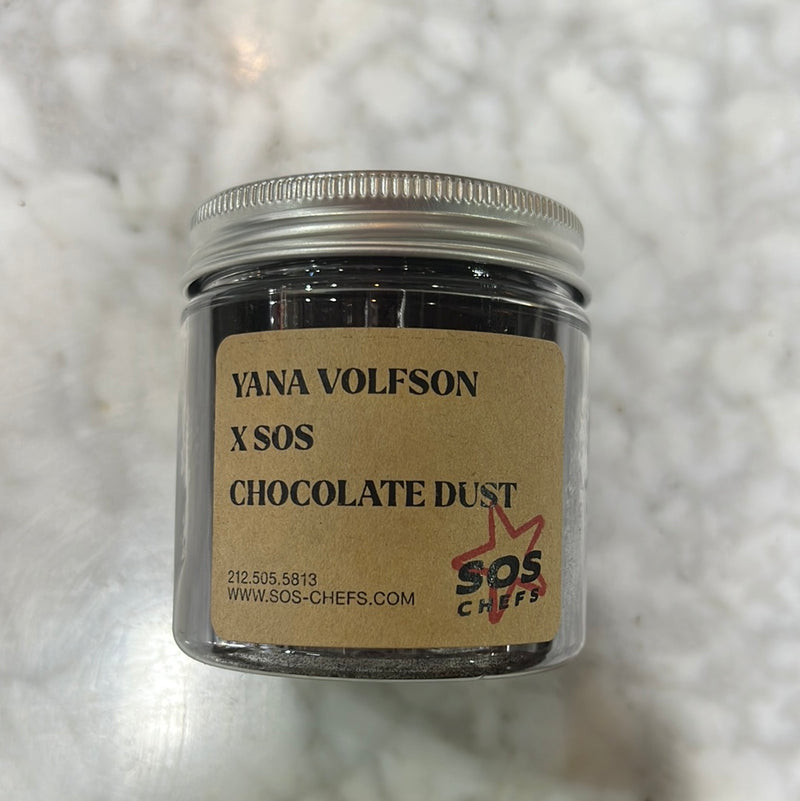 YANA VOLFSON
X SOS
CHOCOLATE DUST
212.505.5813
WWW.SOS-CHEFS.COM
SOS
CHEFS